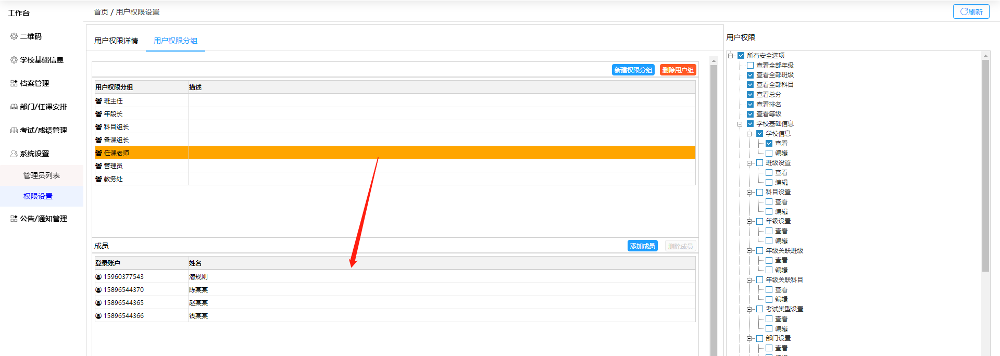 工作台
首页 / 用户权限设置
刷新
二维码
学校基础信息
档案管理
部门/任课安排
考试/成绩管理
系统设置
管理员列表
权限设置
公告/通知管理
用户权限详情
用户权限分组
新建权限分组
删除用户组
用户权限分组
描述
班主任
年段长
科目组长
备课组长
任课老师
管理员
教务处
成员
添加成员
删除成员
登录账户
姓名
15960377543
潜规则
15896544370
陈某某
15896544365
赵某某
15896544366
钱某某
用户权限
所有安全选项
查看全部年级
查看全部班级
查看全部科目
查看总分
查看排名
查看等级
学校基础信息
学校信息
查看
编辑
班级设置
查看
编辑
科目设置
查看
编辑
年级设置
查看
编辑
年级关联班级
查看
编辑
年级关联科目
查看
编辑
考试类型设置
查看
编辑
部门设置
查看